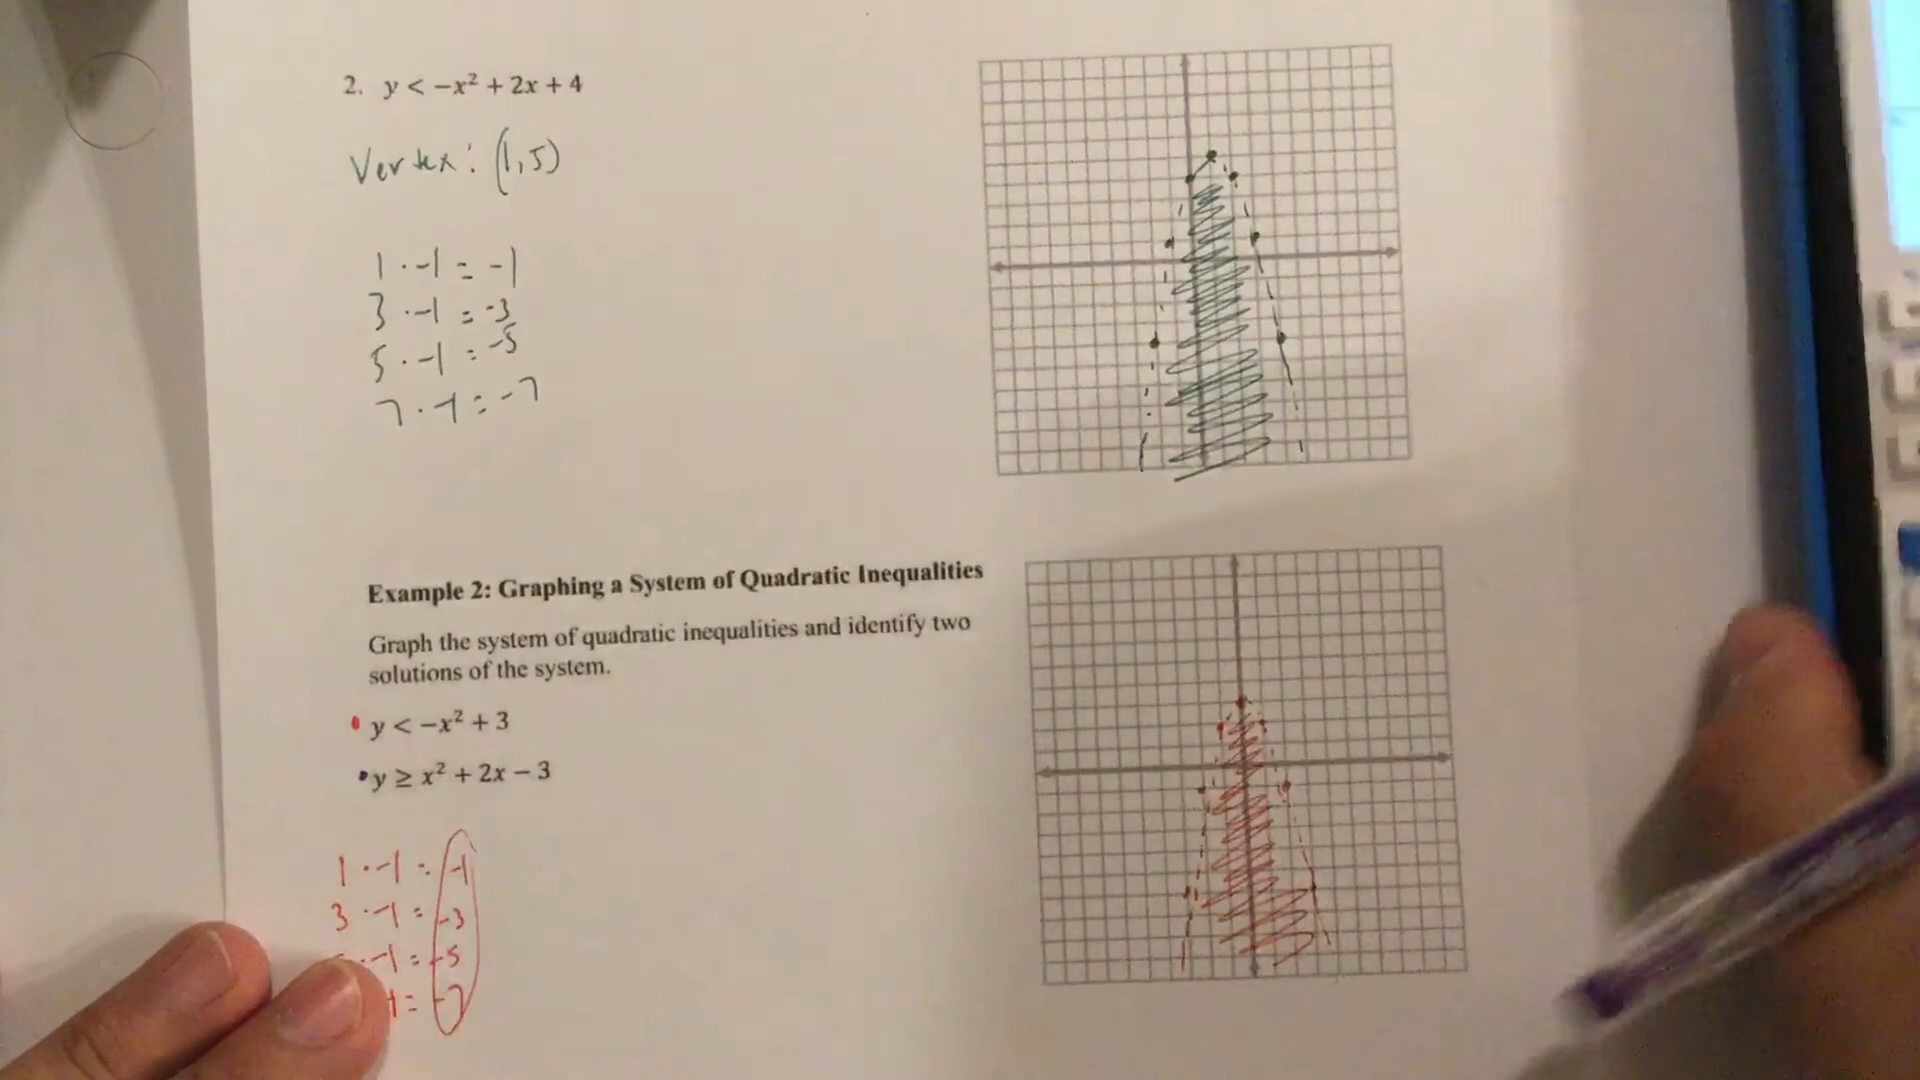 2. y < −x² + 2x + 4
Vertex: (1,5)
1 · -1 = -1
3 · -1 = -3
5 · -1 = -5
7 · -1 = -7
Example 2: Graphing a System of Quadratic Inequalities
Graph the system of quadratic inequalities and identify two
solutions of the system.
y < −x² + 3
y ≥ x² + 2x − 3
1 · -1 = -1
3 · -1 = -3
· -1 = -5
1 = -7